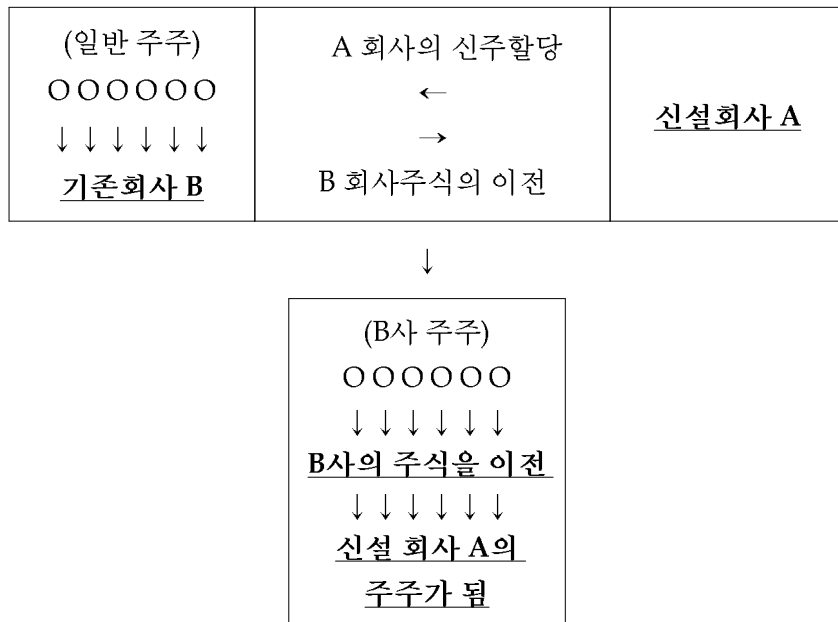 (일반 주주)
O O O O O O
↓ ↓ ↓ ↓ ↓ ↓
기존회사 B
A 회사의 신주할당
←
→
B 회사주식의 이전
신설회사 A
↓
(B사 주주)
O O O O O O
↓ ↓ ↓ ↓ ↓ ↓
B사의 주식을 이전
↓ ↓ ↓ ↓ ↓ ↓
신설 회사 A의
주주가 됨